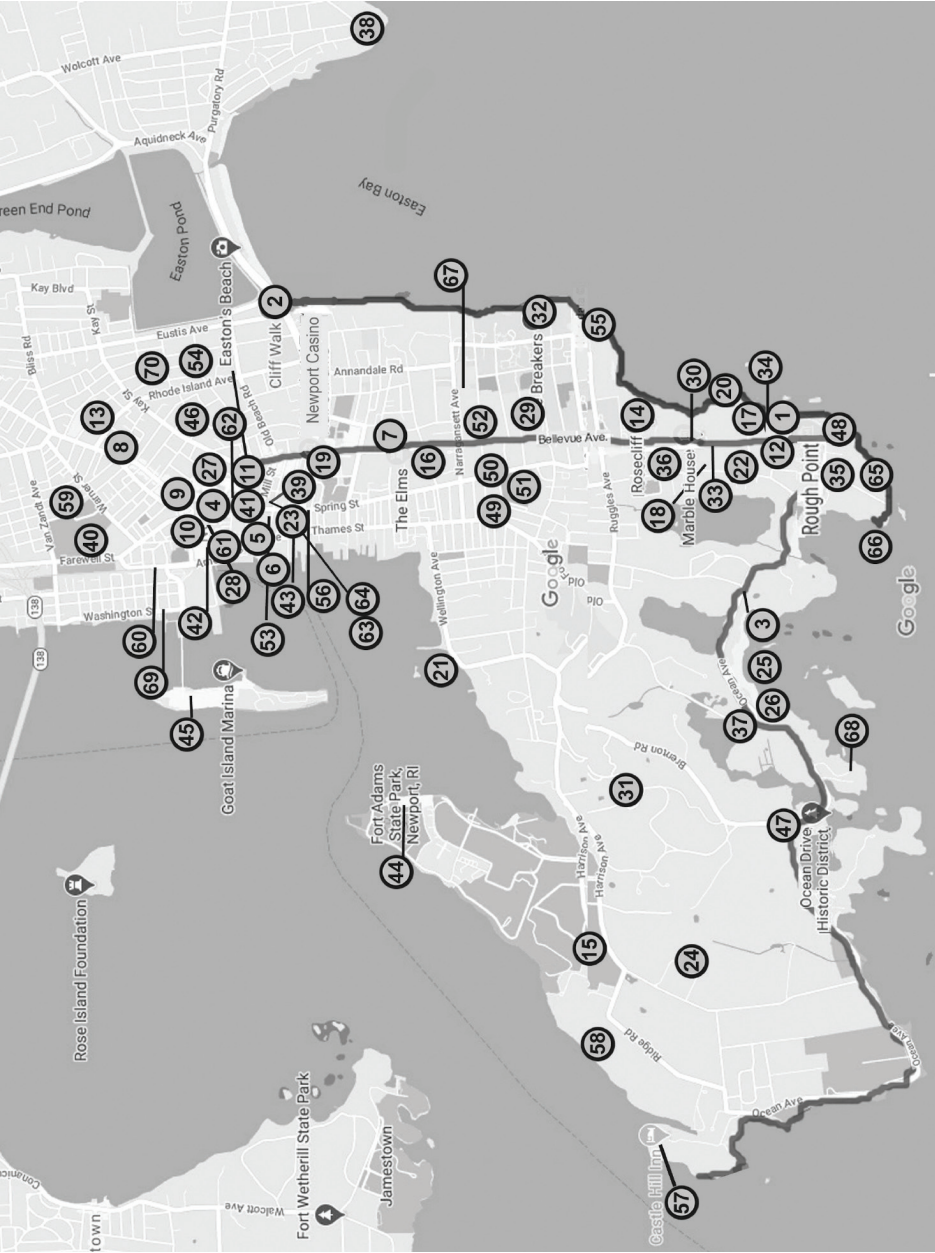 Wolcott Ave
38
Purgatory Rd
Aquidneck Ave
reen End Pond
Easton Pond
Easton Bay
Easton's Beach
Kay Blvd
Kay St
Bliss Rd
Eustis Ave
2
Cliff Walk
Newport Casino
67
32
55
Breakers
70
54
Rhode Island Ave
Kay St
Annandale Rd
Old Beach Rd
13
8
46
62
Narragansett Ave
52
29
14
30
20
34
17
1
48
7
Bellevue Ave.
59
Van Zandt Ave
Warner St
40
27
9
4
10
11
41
Mill St
19
39
16
50
51
49
Rosecliff
36
Marble House
18
33
22
12
Rough Point
35
65
66
Farewell St
61
5
23
Spring St
Thames St
The Elms
Ruggles Ave
28
6
43
56
64
63
53
42
60
69
Washington St
138
138
Wellington Ave
Google
Google
Old
Old
3
21
45
Goat Island Marina
Ocean Ave
25
26
37
68
Brenton Rd
31
47
Fort Adams
State Park,
Newport, RI
44
Harrison Ave
Harrison Ave
Ocean Drive
Historic District
Rose Island Foundation
15
24
58
Ridge Rd
Ocean Ave
Ocean Ave
Castle Hill Inn
57
Fort Wetherill State Park
Jamestown
Walcott Ave
Conanicu
town